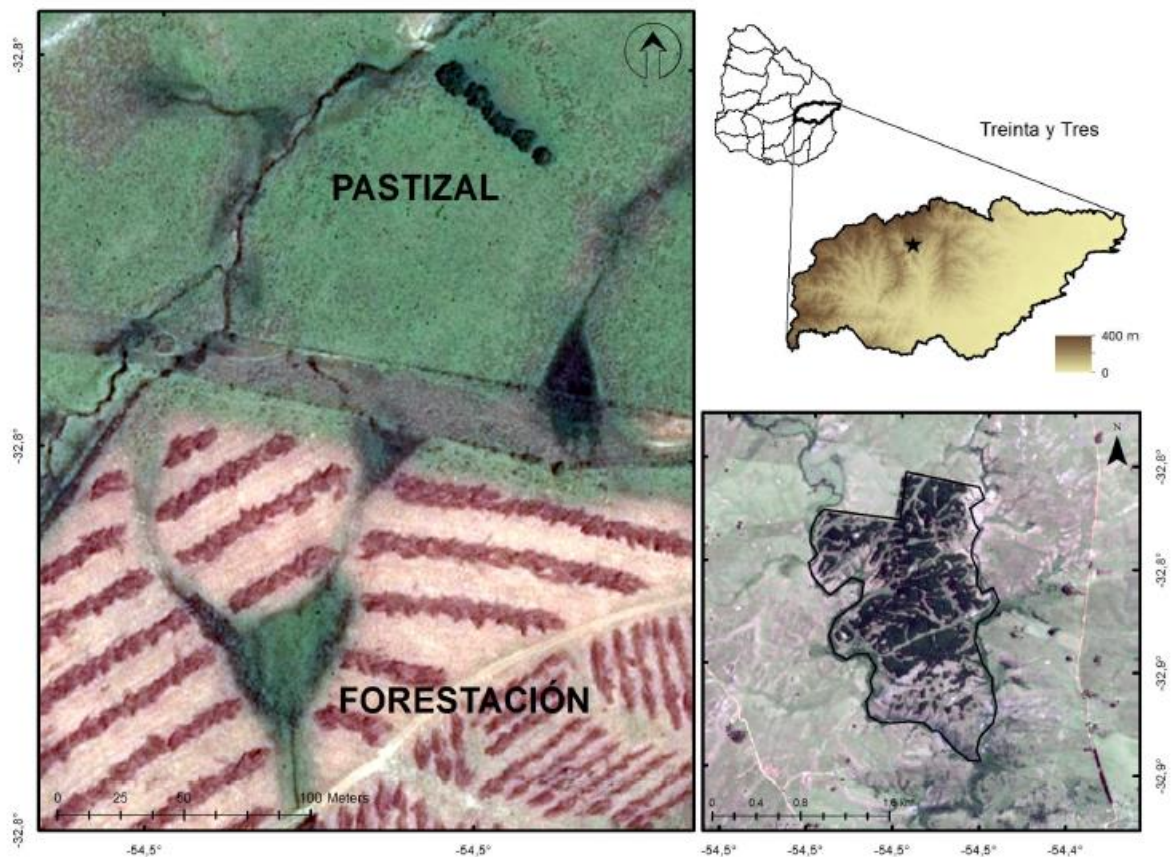 -32,8°
-32,8°
-32,8°
PASTIZAL
FORESTACIÓN
0 25 50 100 Meters
-54,5° -54,5°
Treinta y Tres
400 m
0
N
-32,8°
-32,8°
-32,9°
-32,9°
0 0.4 0.8 1.6 km
-54,5° -54,5° -54,5° -54,5° -54,4°